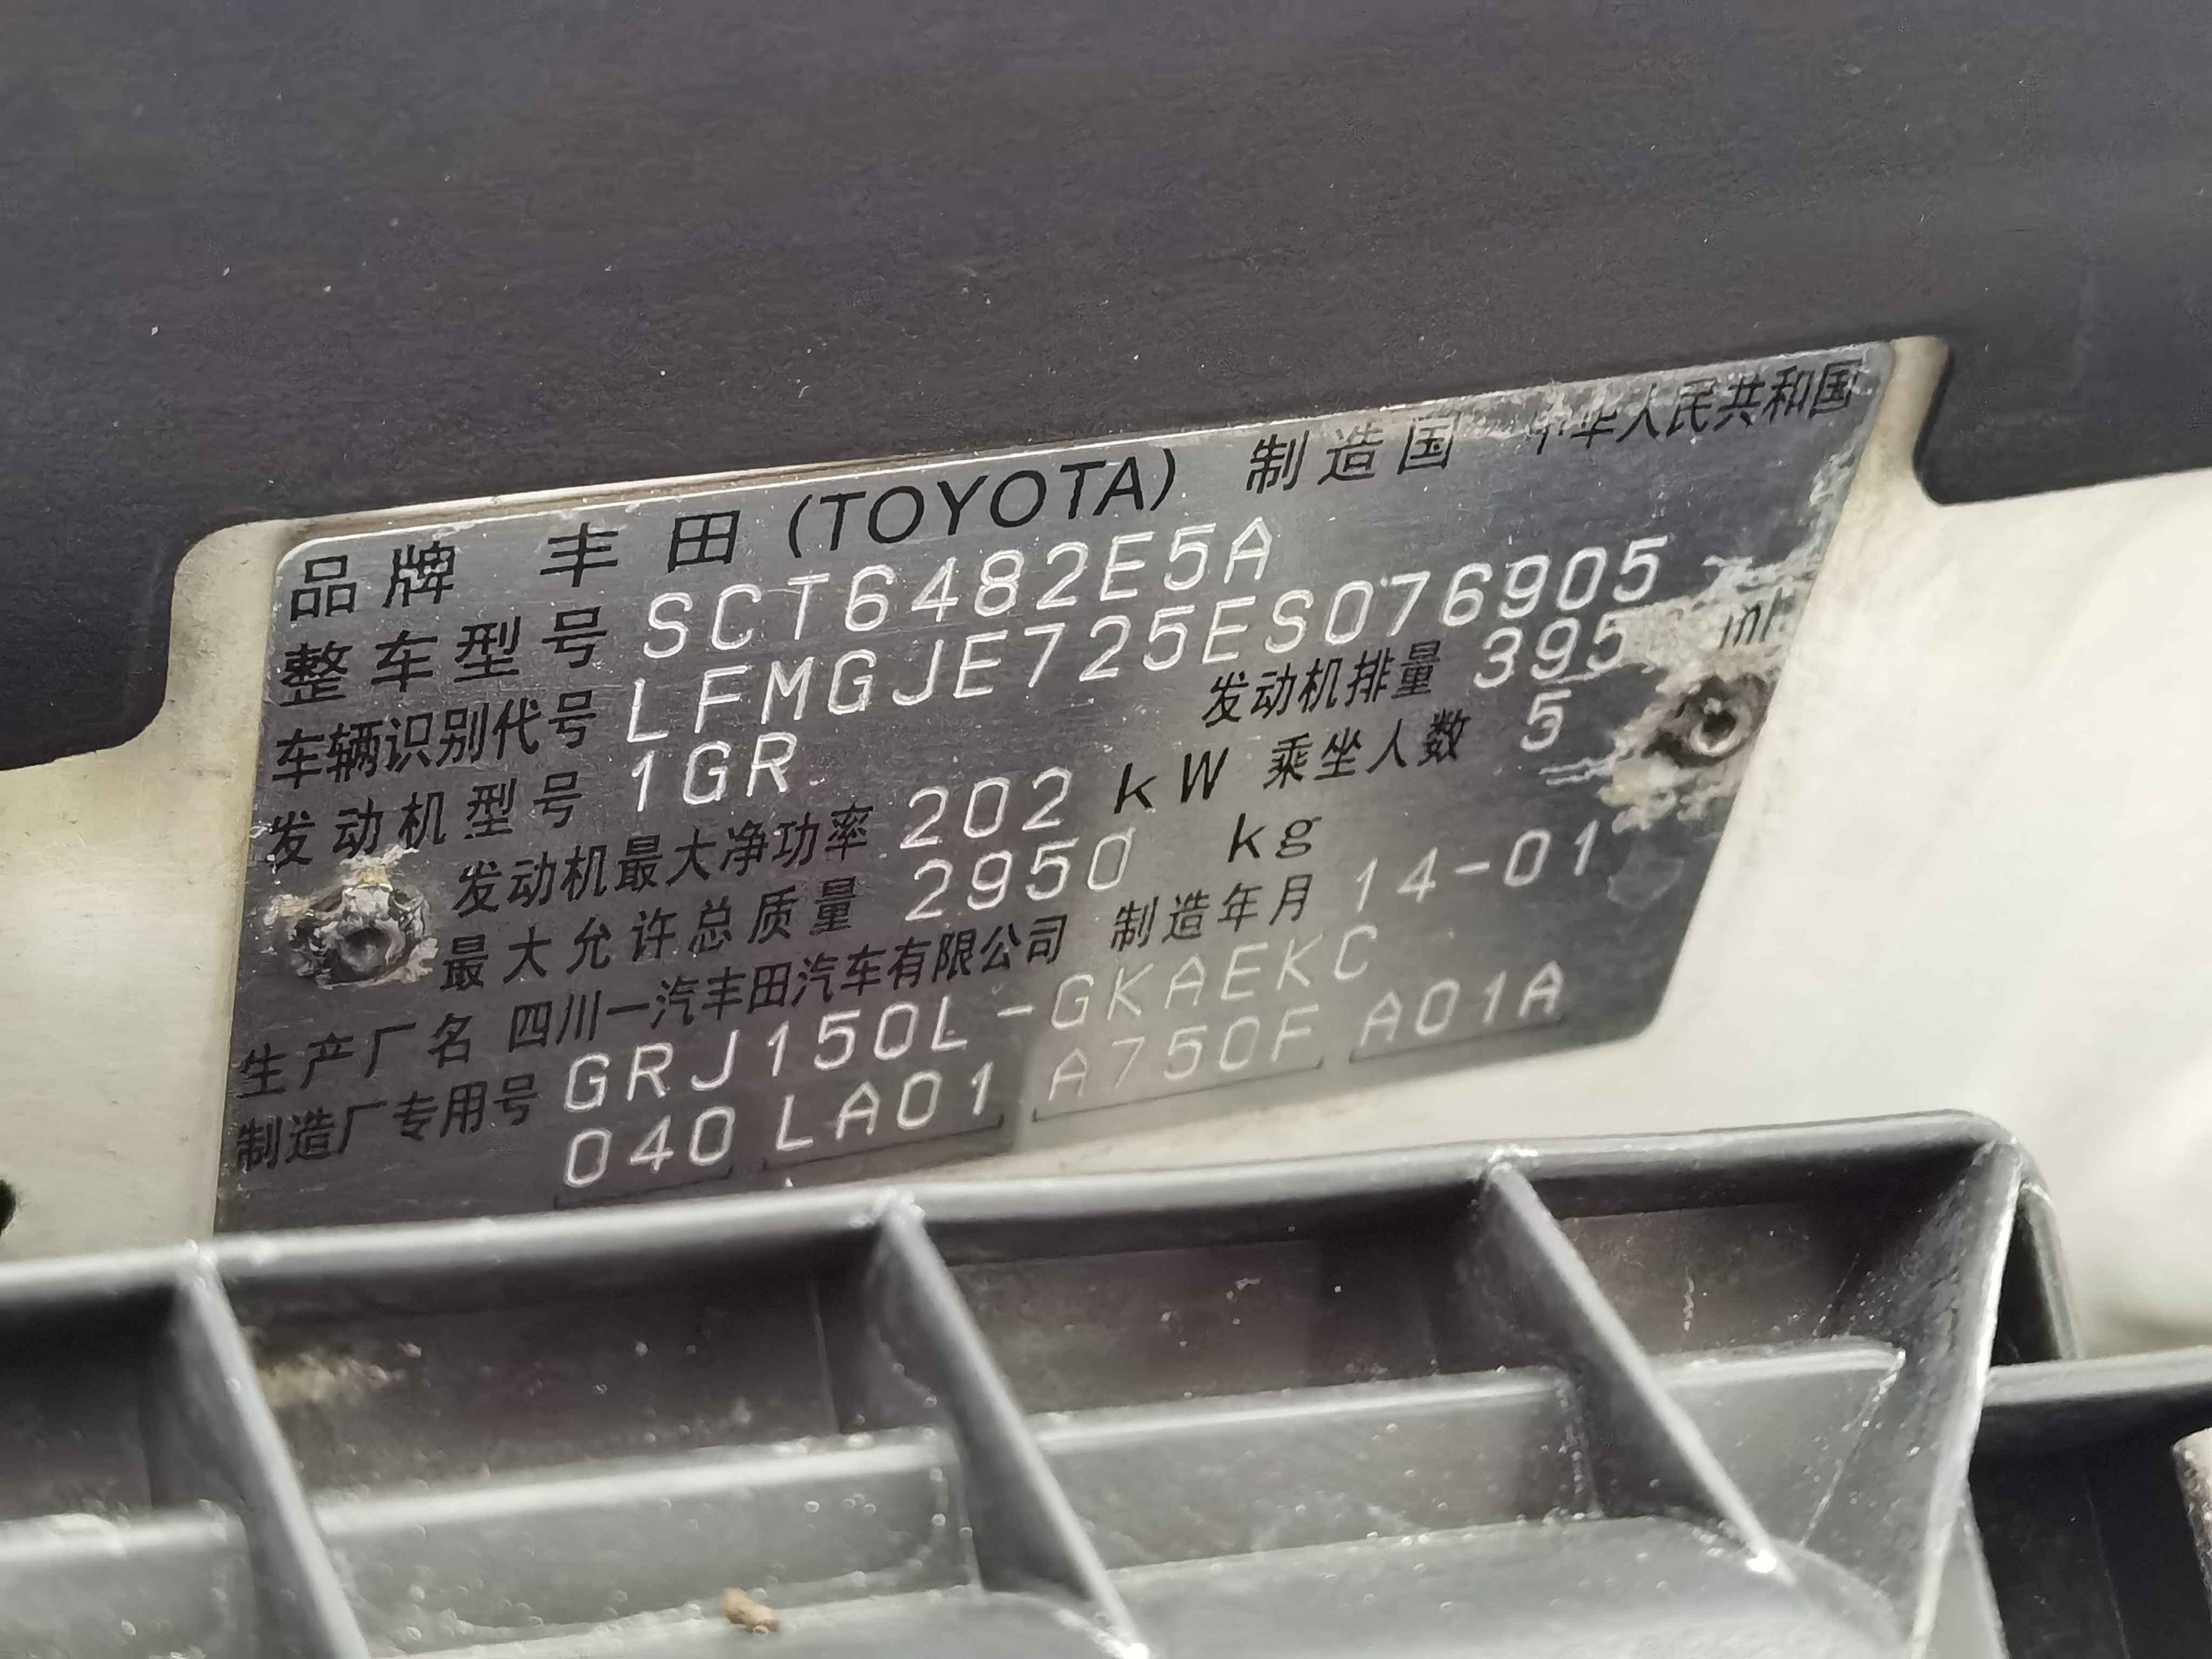 品牌 丰田 (TOYOTA) 制造国 中华人民共和国
整车型号 SCT6482E5A
车辆识别代号 LFMGJE725ES076905
发动机型号 1GR 发动机排量 395 ml
发动机最大净功率 202 kW 乘坐人数 5
最大允许总质量 2950 kg
生产厂名 四川一汽丰田汽车有限公司 制造年月 14-01
制造厂专用号 GRJ150L-GKAEKC
040 LA01 A750F A01A